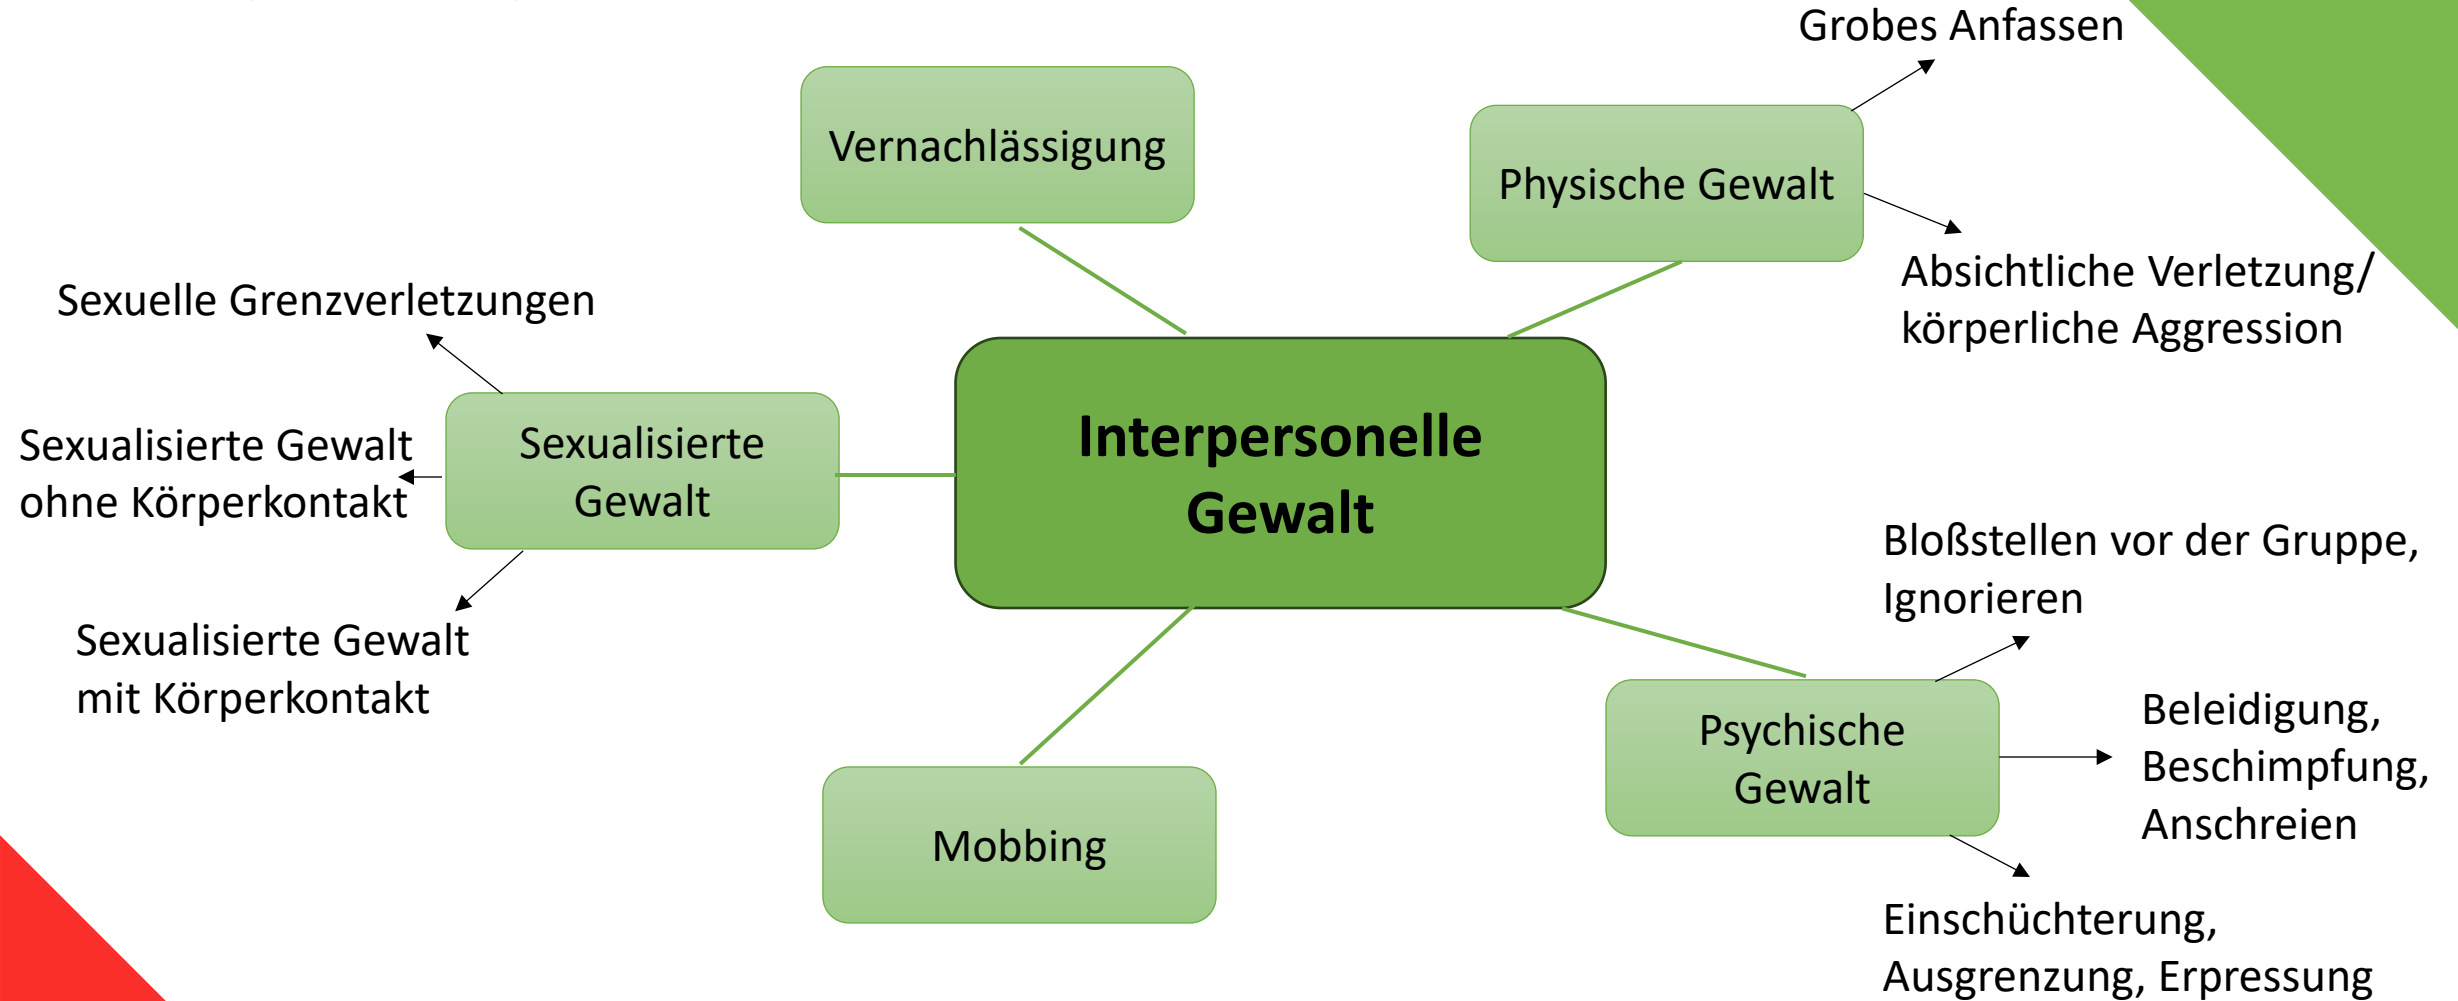 Grobes Anfassen
Vernachlässigung
Physische Gewalt
Absichtliche Verletzung/
körperliche Aggression
Sexuelle Grenzverletzungen
Sexualisierte Gewalt
ohne Körperkontakt
Sexualisierte
Gewalt
Interpersonelle
Gewalt
Sexualisierte Gewalt
mit Körperkontakt
Bloßstellen vor der Gruppe,
Ignorieren
Psychische
Gewalt
Beleidigung,
Beschimpfung,
Anschreien
Mobbing
Einschüchterung,
Ausgrenzung, Erpressung